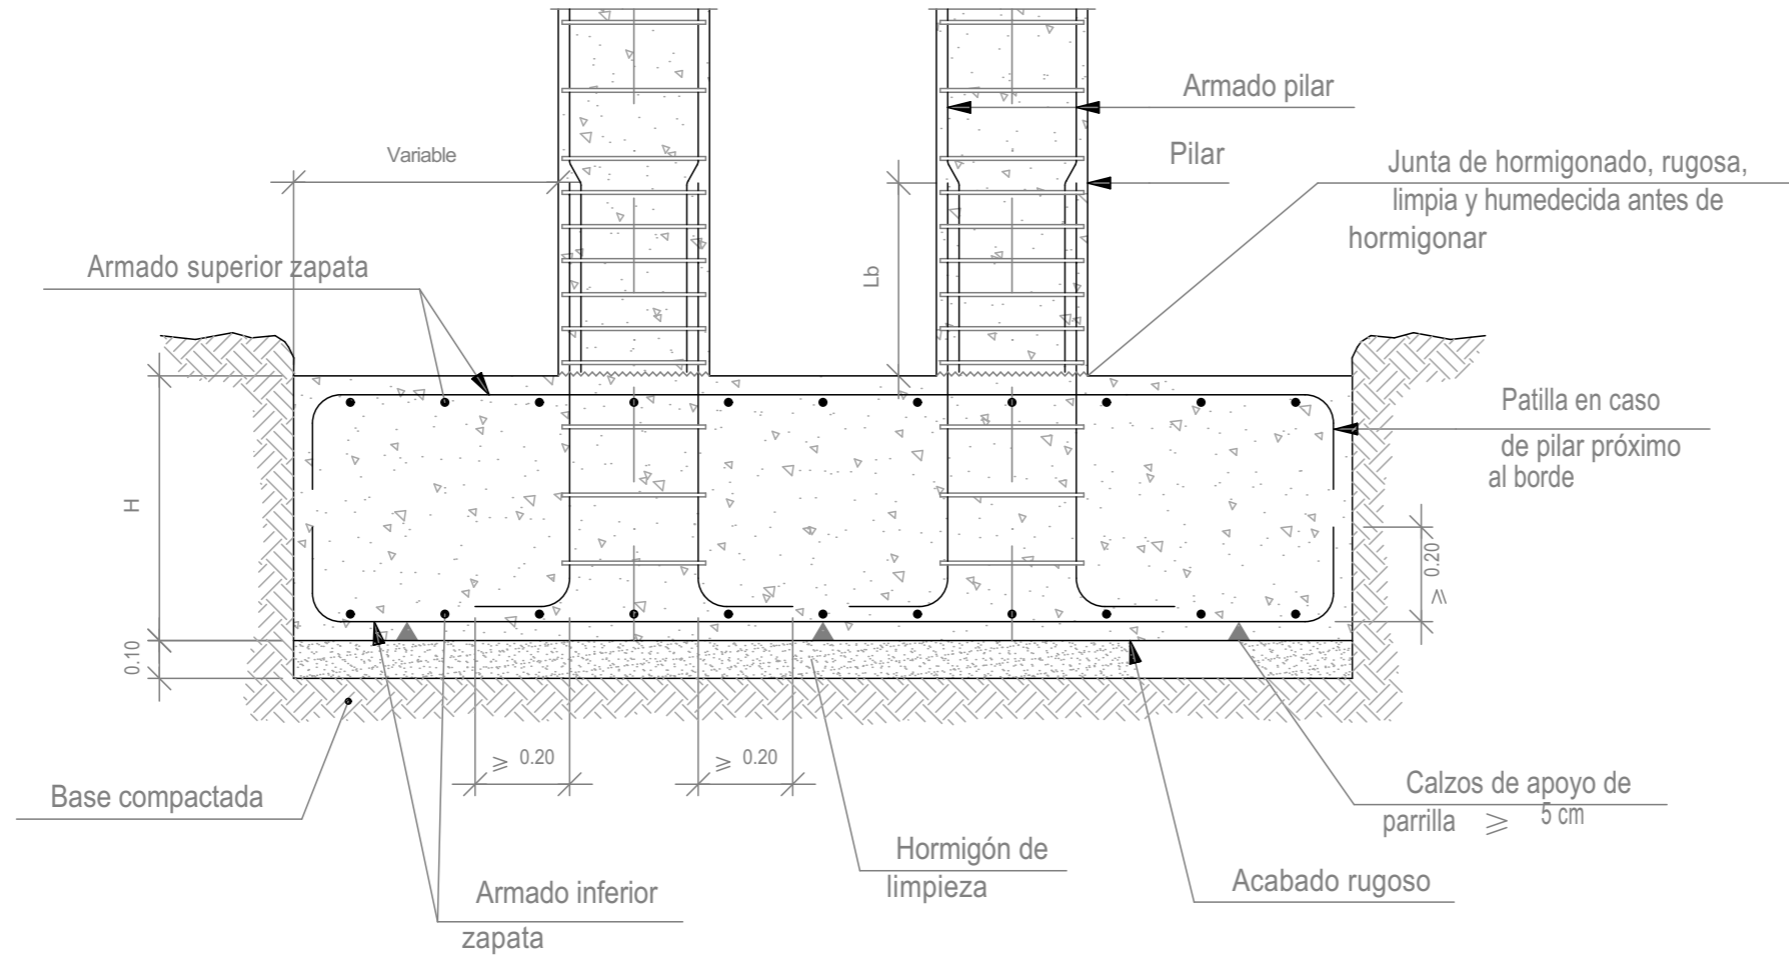 Armado pilar
Variable
Pilar
Junta de hormigonado, rugosa,
limpia y humedecida antes de
hormigonar
Armado superior zapata
Lb
Patilla en caso
de pilar próximo
al borde
H
≥ 0.20
0.10
≥ 0.20
≥ 0.20
Base compactada
Calzos de apoyo de
parrilla ≥ 5 cm
Hormigón de
limpieza
Acabado rugoso
Armado inferior
zapata